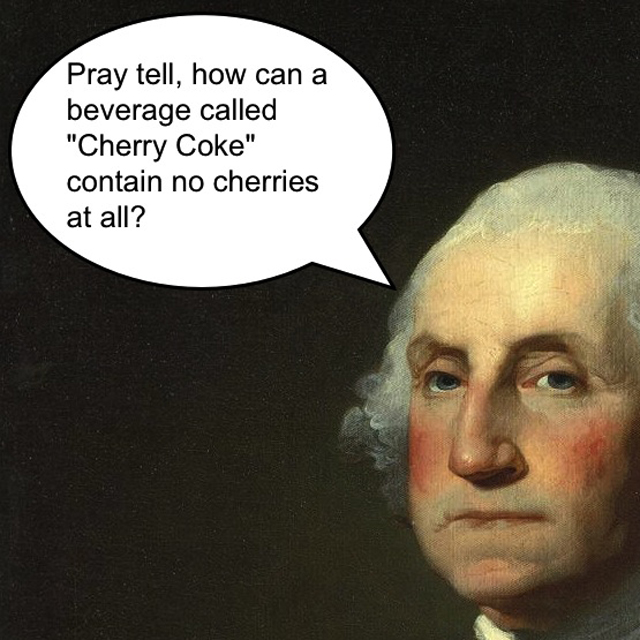 Pray tell, how can a
beverage called
"Cherry Coke"
contain no cherries
at all?